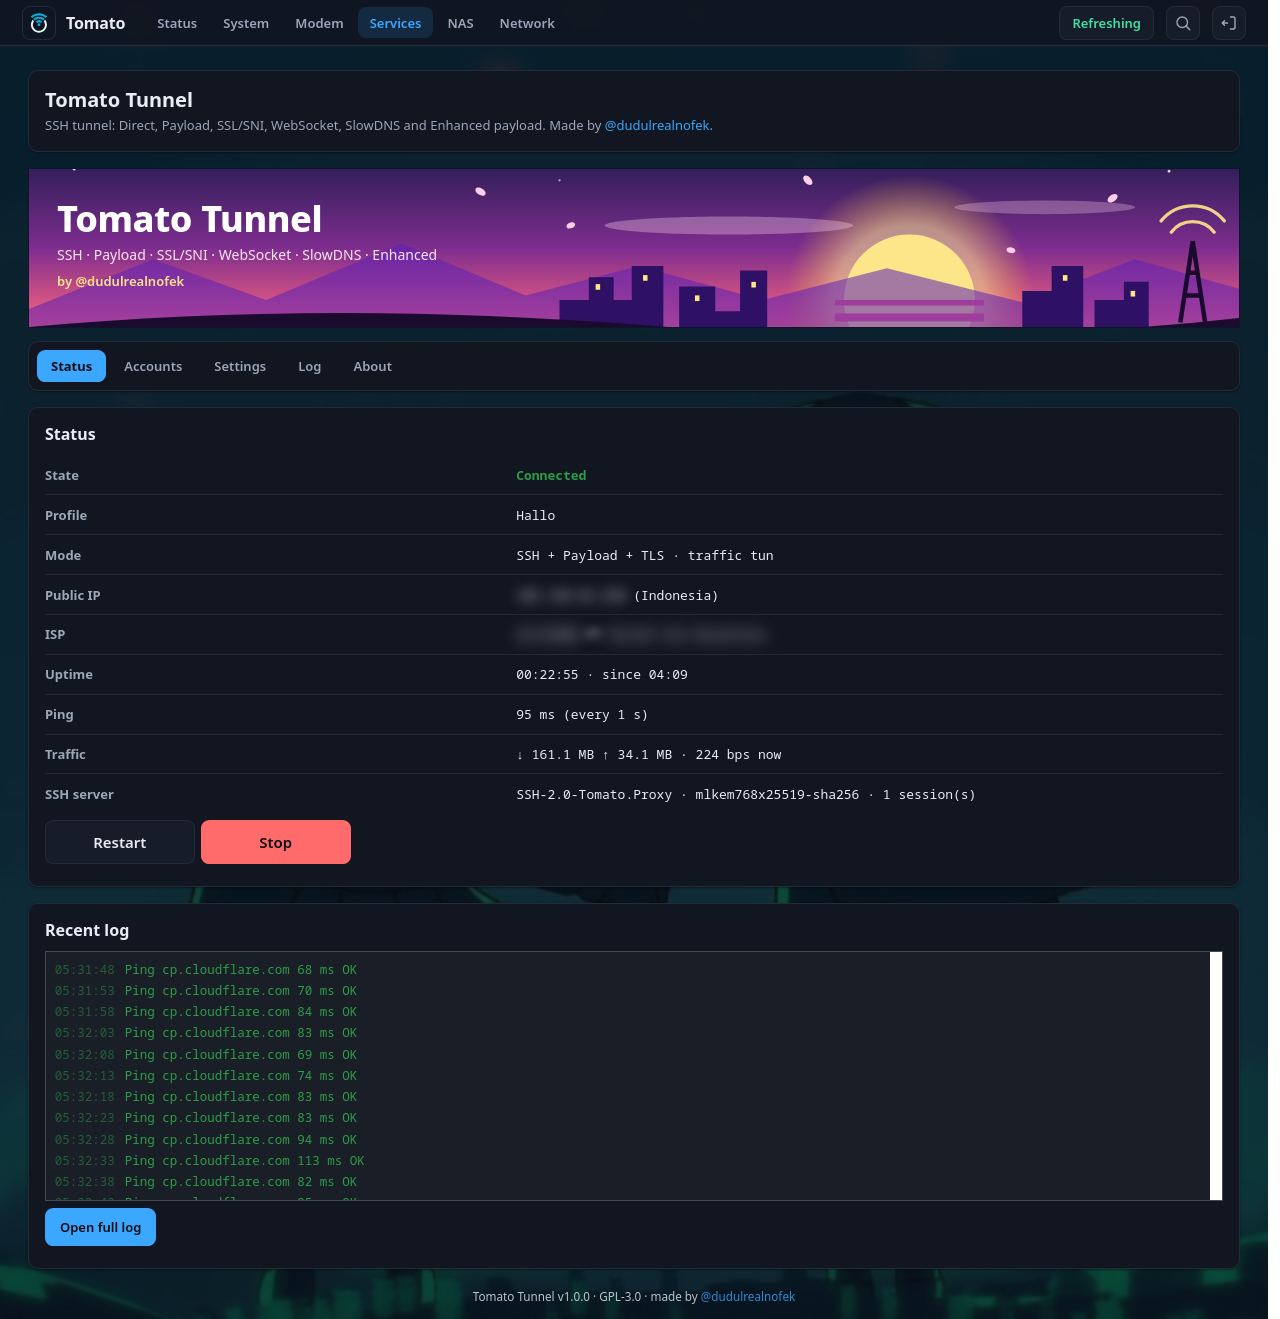 Tomato Status System Modem Services NAS Network Refreshing
Tomato Tunnel
SSH tunnel: Direct, Payload, SSL/SNI, WebSocket, SlowDNS and Enhanced payload. Made by @dudulrealnofek.
Tomato Tunnel
SSH · Payload · SSL/SNI · WebSocket · SlowDNS · Enhanced
by @dudulrealnofek
Status Accounts Settings Log About
Status
State Connected
Profile Hallo
Mode SSH + Payload + TLS · traffic tun
Public IP (Indonesia)
ISP
Uptime 00:22:55 · since 04:09
Ping 95 ms (every 1 s)
Traffic ↓ 161.1 MB ↑ 34.1 MB · 224 bps now
SSH server SSH-2.0-Tomato.Proxy · mlkem768x25519-sha256 · 1 session(s)
Restart Stop
Recent log
05:31:48 Ping cp.cloudflare.com 68 ms OK
05:31:53 Ping cp.cloudflare.com 70 ms OK
05:31:58 Ping cp.cloudflare.com 84 ms OK
05:32:03 Ping cp.cloudflare.com 83 ms OK
05:32:08 Ping cp.cloudflare.com 69 ms OK
05:32:13 Ping cp.cloudflare.com 74 ms OK
05:32:18 Ping cp.cloudflare.com 83 ms OK
05:32:23 Ping cp.cloudflare.com 83 ms OK
05:32:28 Ping cp.cloudflare.com 94 ms OK
05:32:33 Ping cp.cloudflare.com 113 ms OK
05:32:38 Ping cp.cloudflare.com 82 ms OK
Open full log
Tomato Tunnel v1.0.0 · GPL-3.0 · made by @dudulrealnofek